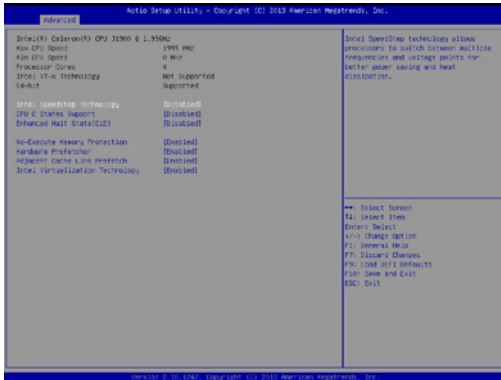 Aptio Setup Utility - Copyright (C) 2013 American Megatrends, Inc.
Advanced
Intel(R) Celeron(R) CPU J1900 @ 1.99GHz
Max CPU Speed 1999 MHz
Min CPU Speed 0 MHz
Processor Cores 4
Intel VT-x Technology Not Supported
64-bit Supported
Intel SpeedStep Technology [Disabled]
CPU C States Support [Disabled]
Enhanced Halt State(C1E) [Disabled]
No-Execute Memory Protection [Enabled]
Hardware Prefetcher [Enabled]
Adjacent Cache Line Prefetch [Enabled]
Intel Virtualization Technology [Enabled]
Intel SpeedStep technology allows
processors to switch between multiple
frequencies and voltage points for
better power saving and heat
dissipation.
↔: Select Screen
↑↓: Select Item
Enter: Select
+/-: Change Option
F1: General Help
F7: Discard Changes
F9: Load UEFI Defaults
F10: Save and Exit
ESC: Exit
Version 2.16.1242. Copyright (C) 2013 American Megatrends, Inc.